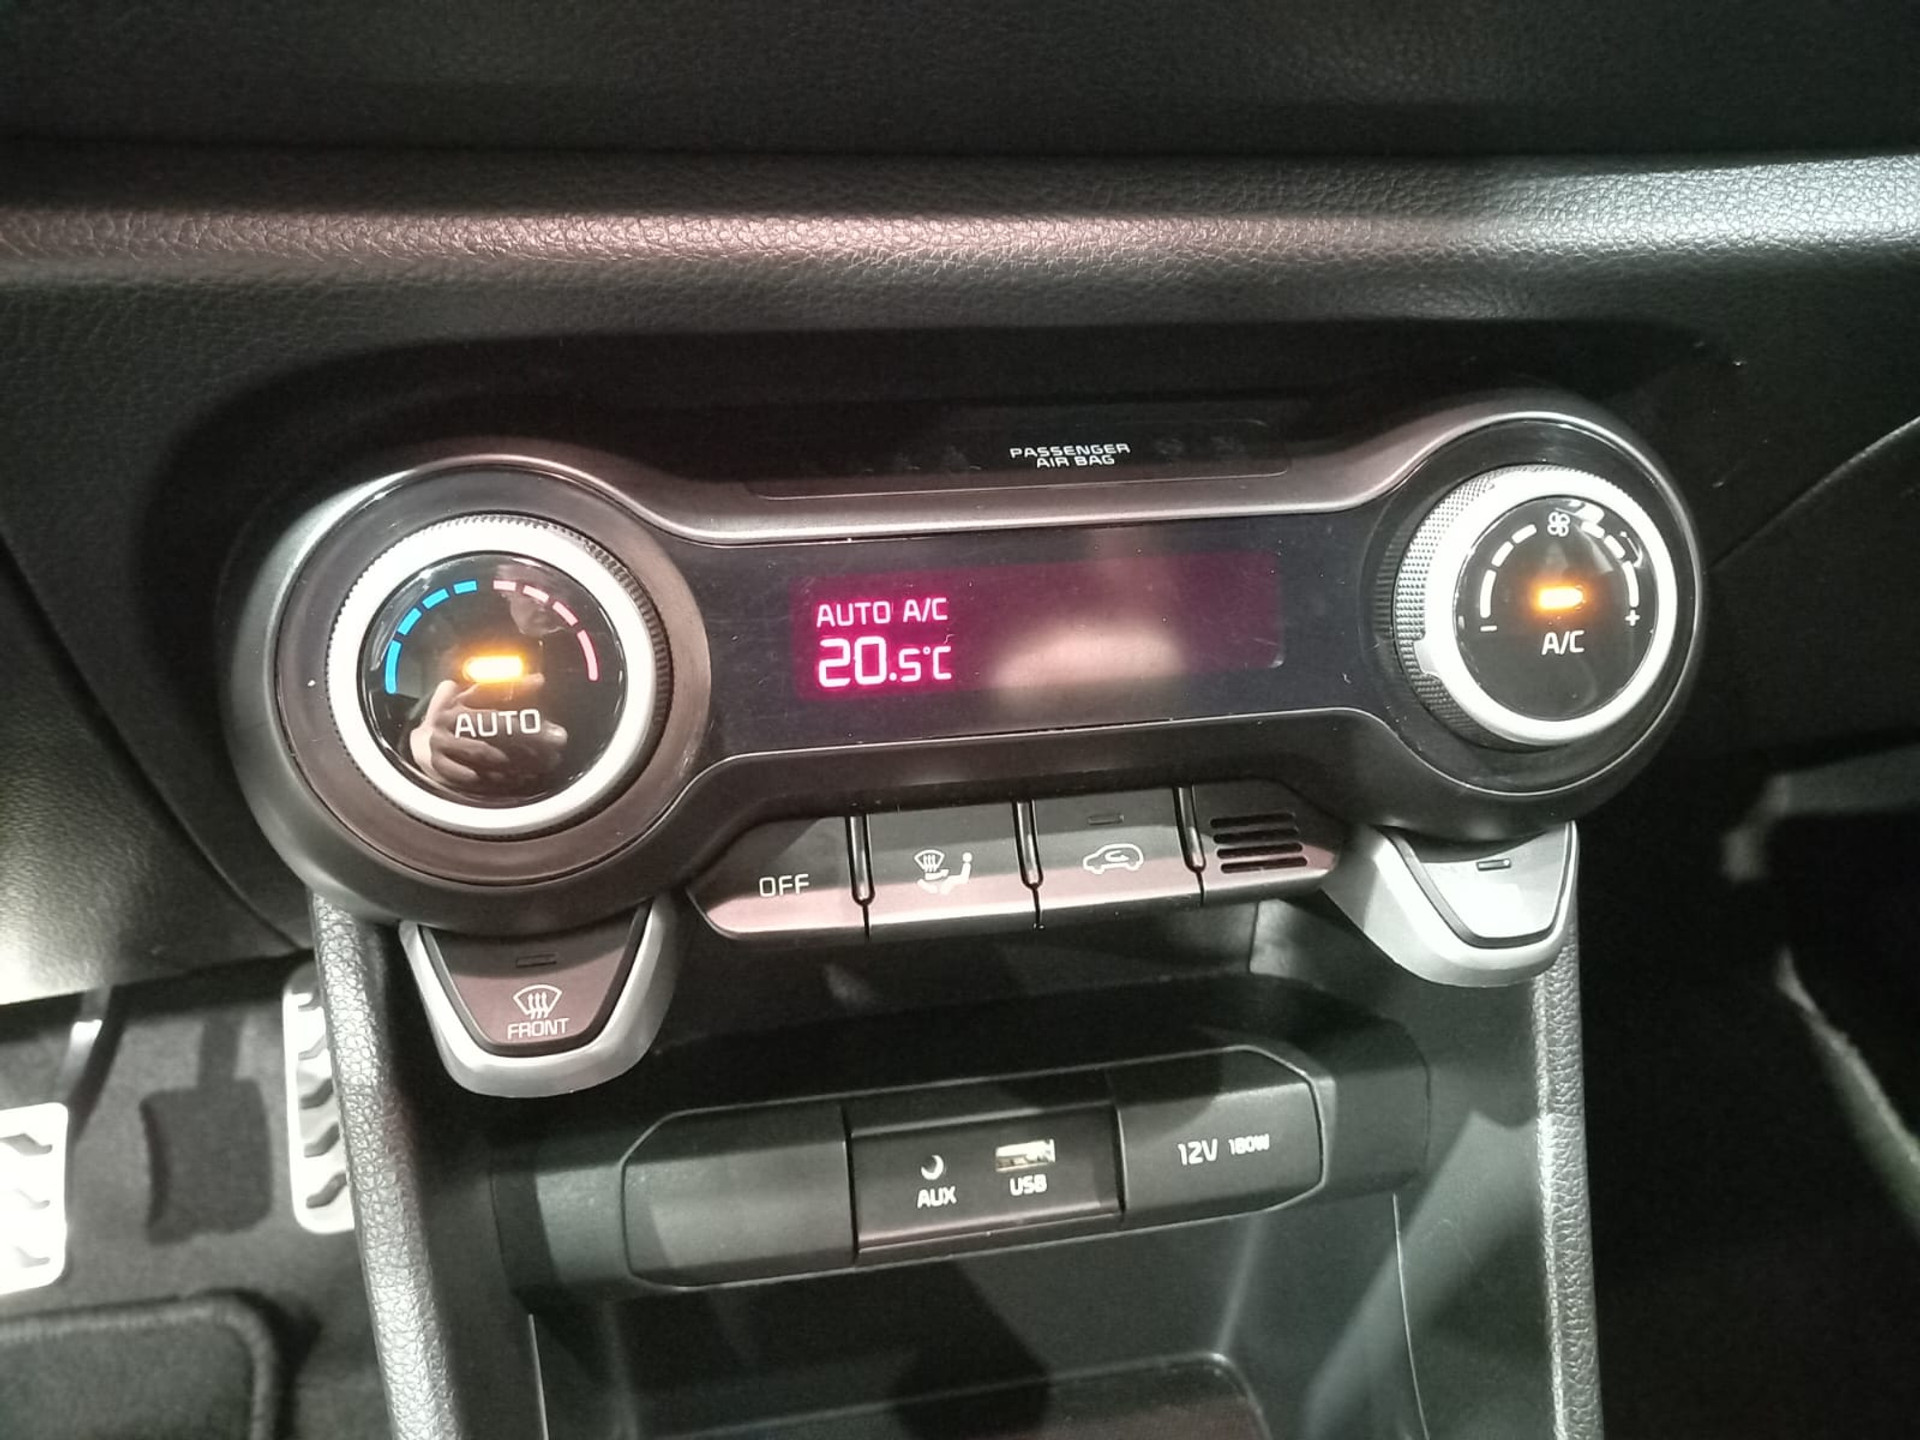 PASSENGER
AIR BAG
AUTO A/C
20.5°C
AUTO
- +
A/C
OFF
FRONT
AUX
USB
12V 180W